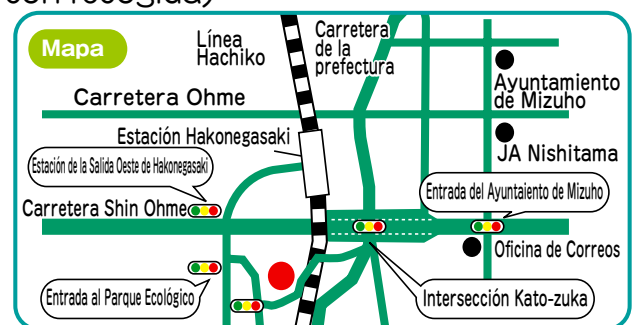 Mapa
Línea
Hachiko
Carretera
de la
prefectura
Ayuntamiento
de Mizuho
Carretera Ohme
Estación Hakonegasaki
JA Nishitama
Estación de la Salida Oeste de Hakonegasaki
Entrada del Ayuntaiento de Mizuho
Carretera Shin Ohme
Oficina de Correos
Entrada al Parque Ecológico
Intersección Kato-zuka